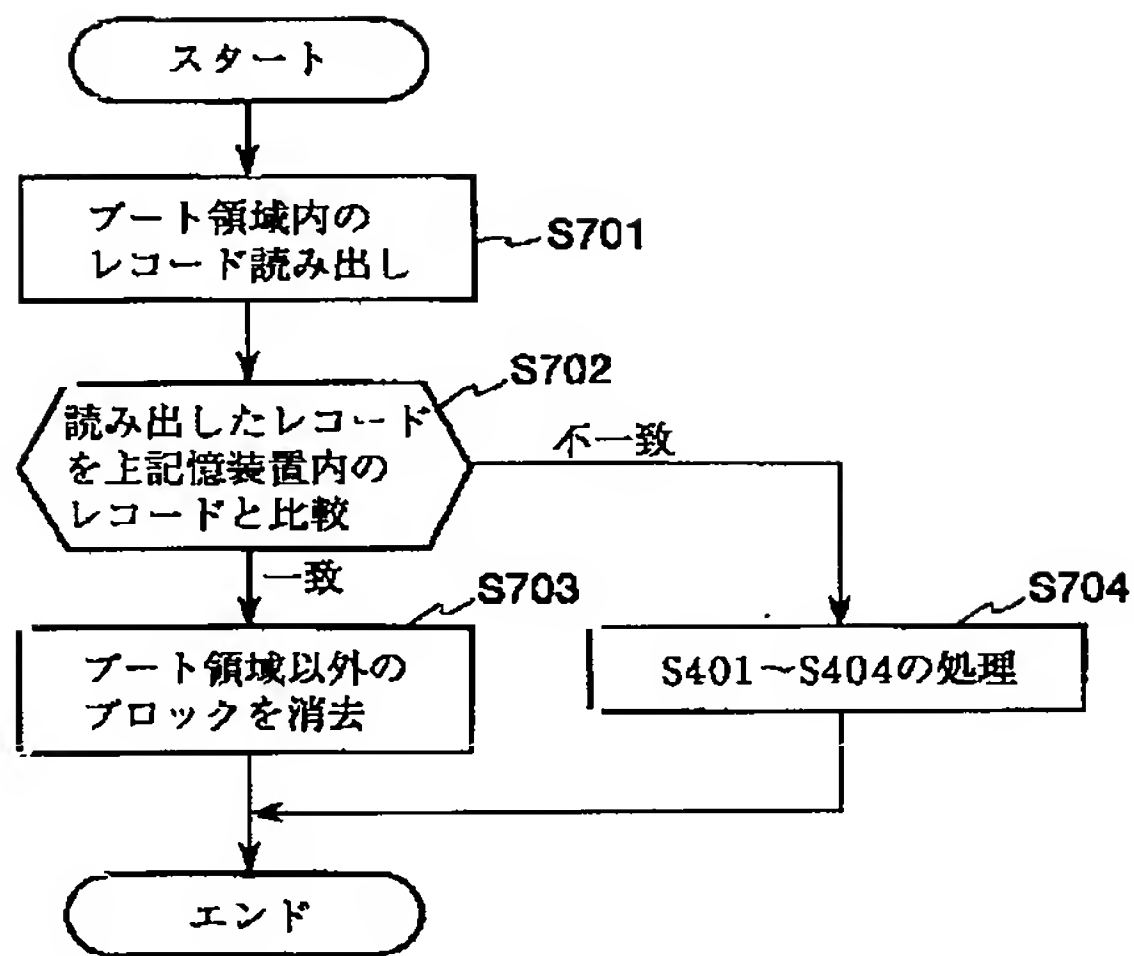 スタート
ブート領域内の
レコード読み出し
S701
S702
読み出したレコード
を上記憶装置内の
レコードと比較
不一致
一致
S703
S704
ブート領域以外の
ブロックを消去
S401～S404の処理
エンド